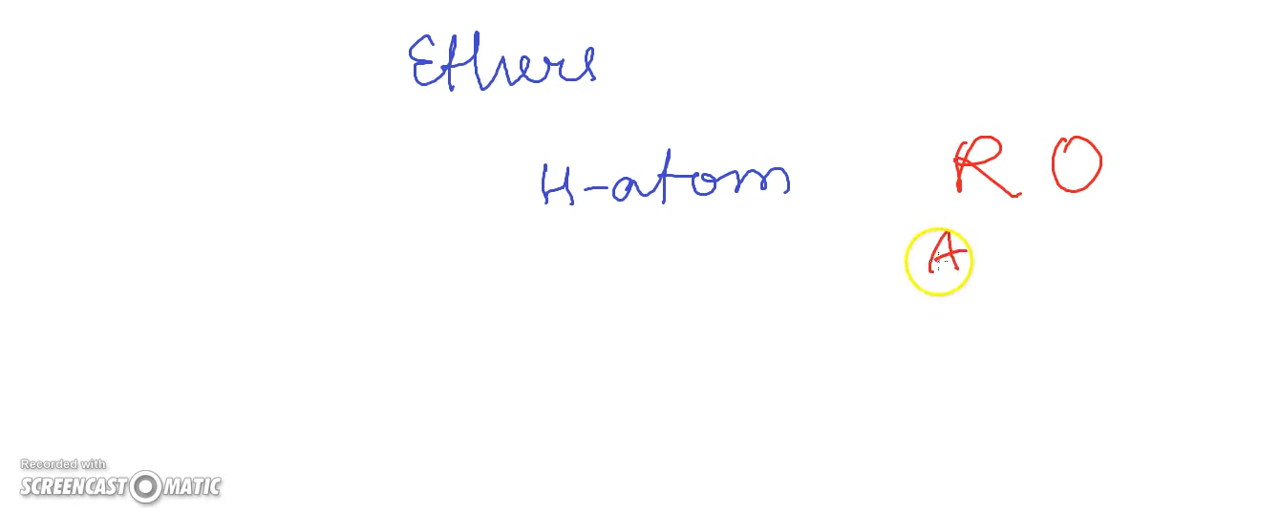 Ethers
H-atom R O
A
Recorded with
SCREENCAST MATIC